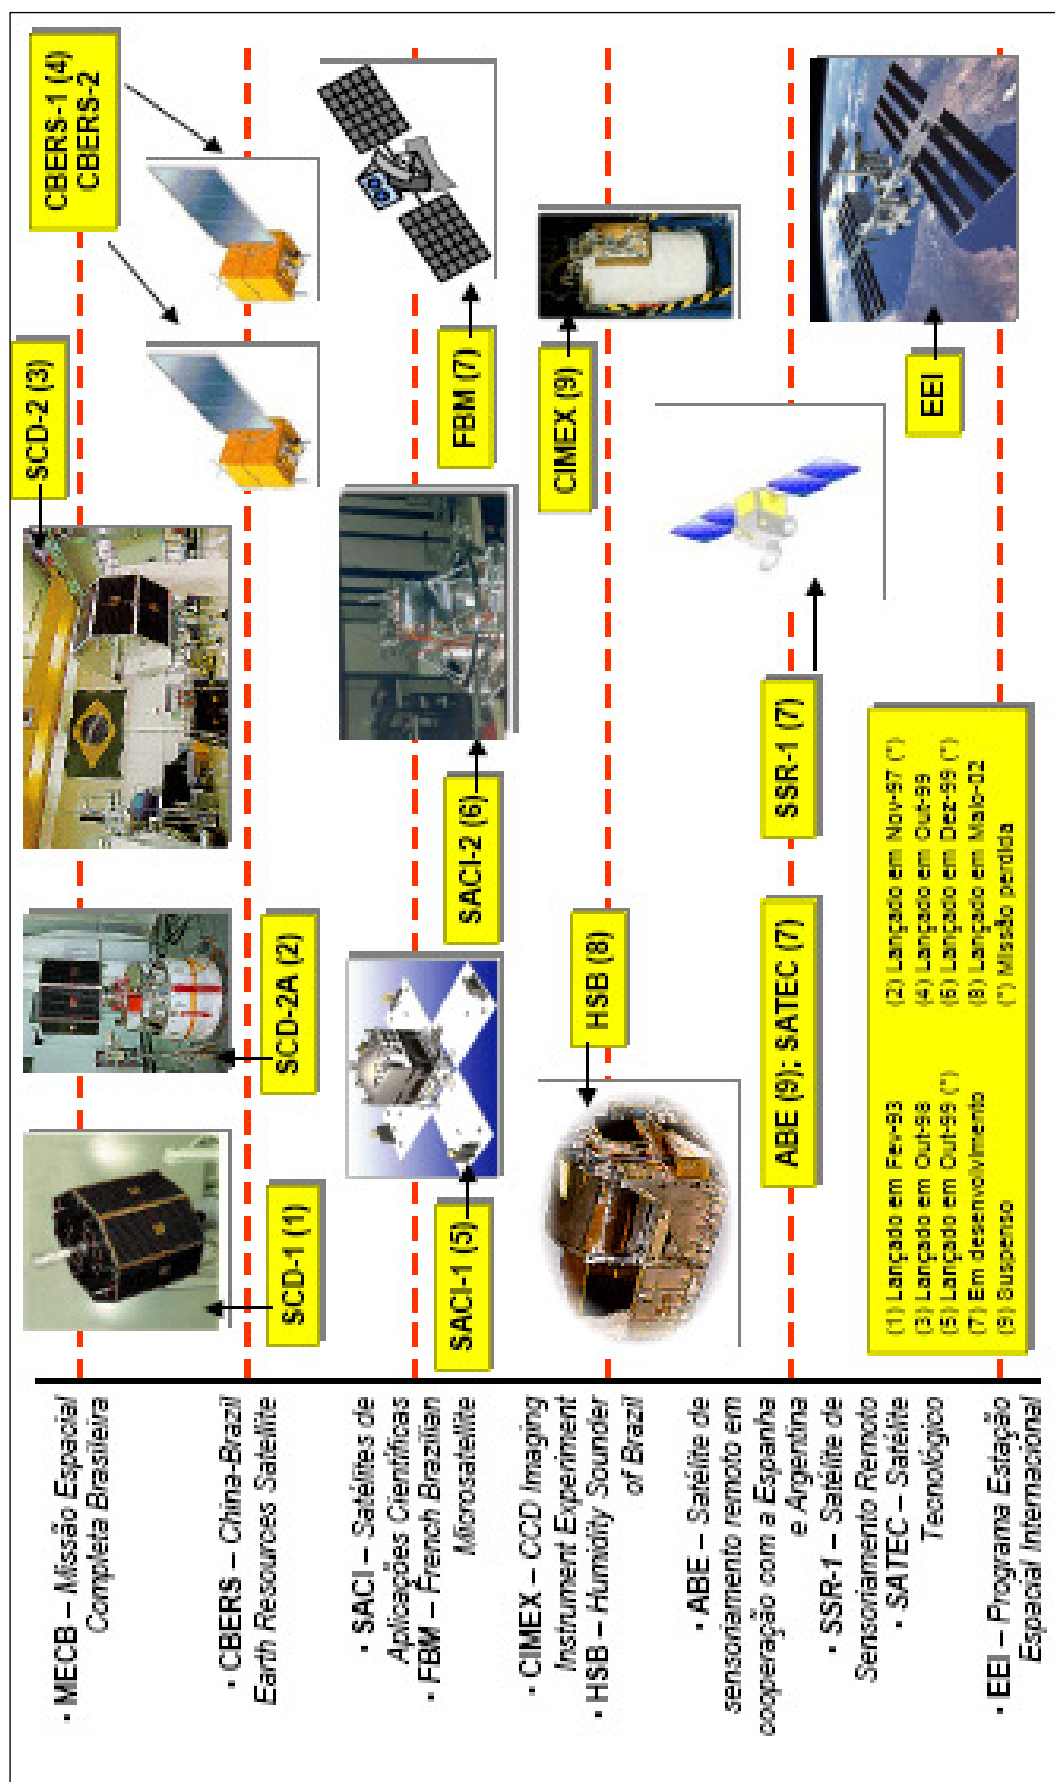 • MECB – Missão Espacial
Completa Brasileira
• CBERS – China-Brazil
Earth Resources Satellite
• SACI – Satélites de
Aplicações Científicas
• FBM – French Brazilian
Microsatellite
• CIMEX – CCD Imaging
Instrument Experiment
• HSB – Humidity Sounder
of Brazil
• ABE – Satélite de
sensoriamento remoto em
cooperação com a Espanha
e Argentina
• SSR-1 – Satélite de
Sensoriamento Remoto
• SATEC – Satélite
Tecnológico
• EEI – Programa Estação
Espacial Internacional
SCD-1 (1)
SCD-2A (2)
SCD-2 (3)
CBERS-1 (4)
CBERS-2
SACI-1 (5)
SACI-2 (6)
FBM (7)
HSB (8)
CIMEX (9)
ABE (9); SATEC (7)
SSR-1 (7)
EEI
(1) Lançado em Fev-93 (2) Lançado em Nov-97 (*)
(3) Lançado em Out-98 (4) Lançado em Out-99
(5) Lançado em Out-99 (*) (6) Lançado em Dez-99 (*)
(7) Em desenvolvimento (8) Lançado em Maio-02
(9) Suspenso (*) Missão perdida